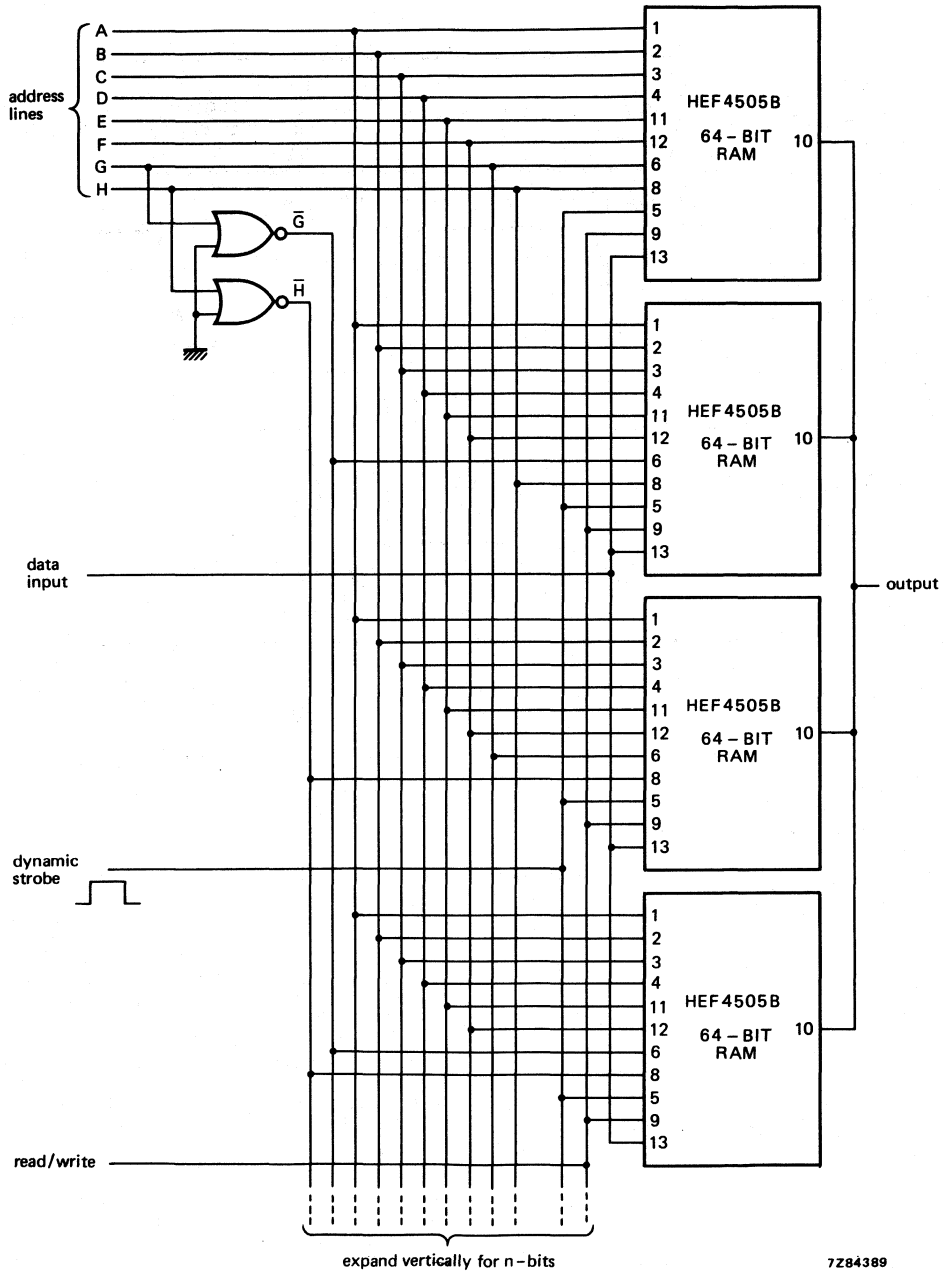 A
B
C
D
E
F
G
H
address
lines
G̅
H̅
1
2
3
4
11
12
6
8
5
9
13
HEF4505B
64-BIT
RAM
10
1
2
3
4
11
12
6
8
5
9
13
HEF4505B
64-BIT
RAM
10
data
input
output
1
2
3
4
11
12
6
8
5
9
13
HEF4505B
64-BIT
RAM
10
dynamic
strobe
1
2
3
4
11
12
6
8
5
9
13
HEF4505B
64-BIT
RAM
10
read/write
expand vertically for n-bits
7Z84389